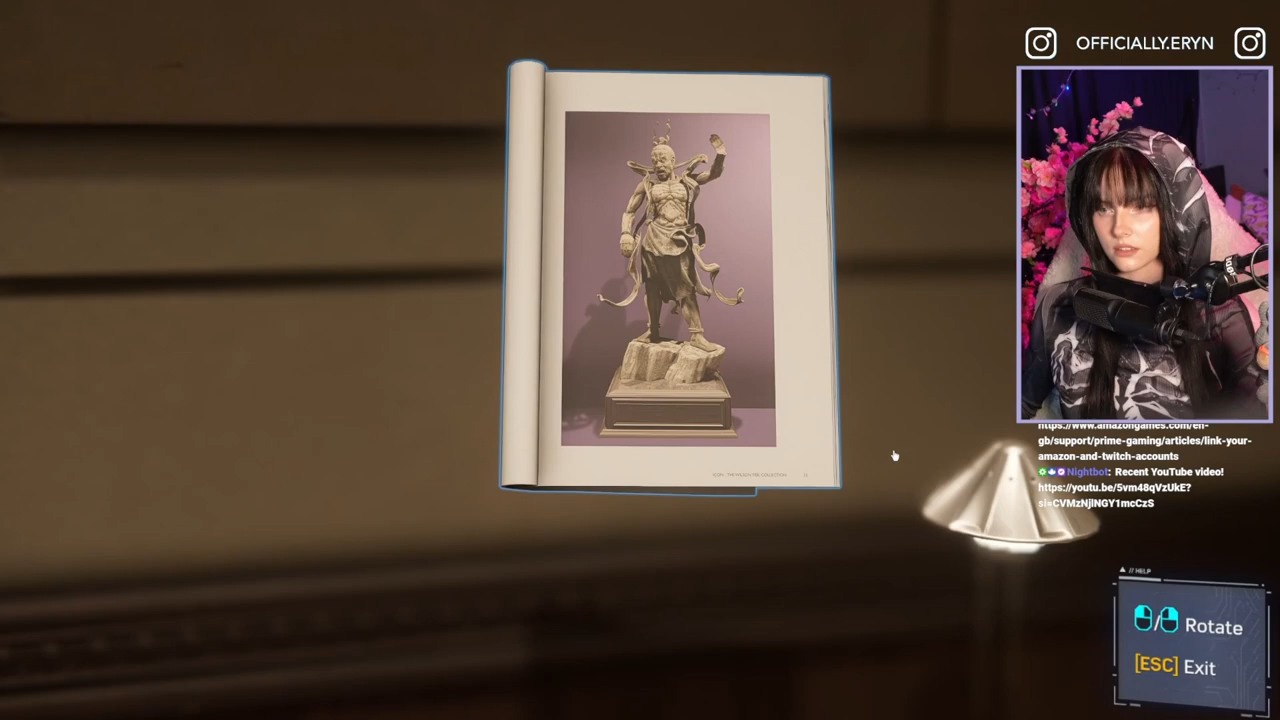 OFFICIALLY.ERYN
https://www.amazongames.com/en-
gb/support/prime-gaming/articles/link-your-
amazon-and-twitch-accounts
Nightbot: Recent YouTube video!
https://youtu.be/5vm48qVzUkE?
si=CVMzNjlNGY1mcCzS
// HELP
Rotate
[ESC] Exit